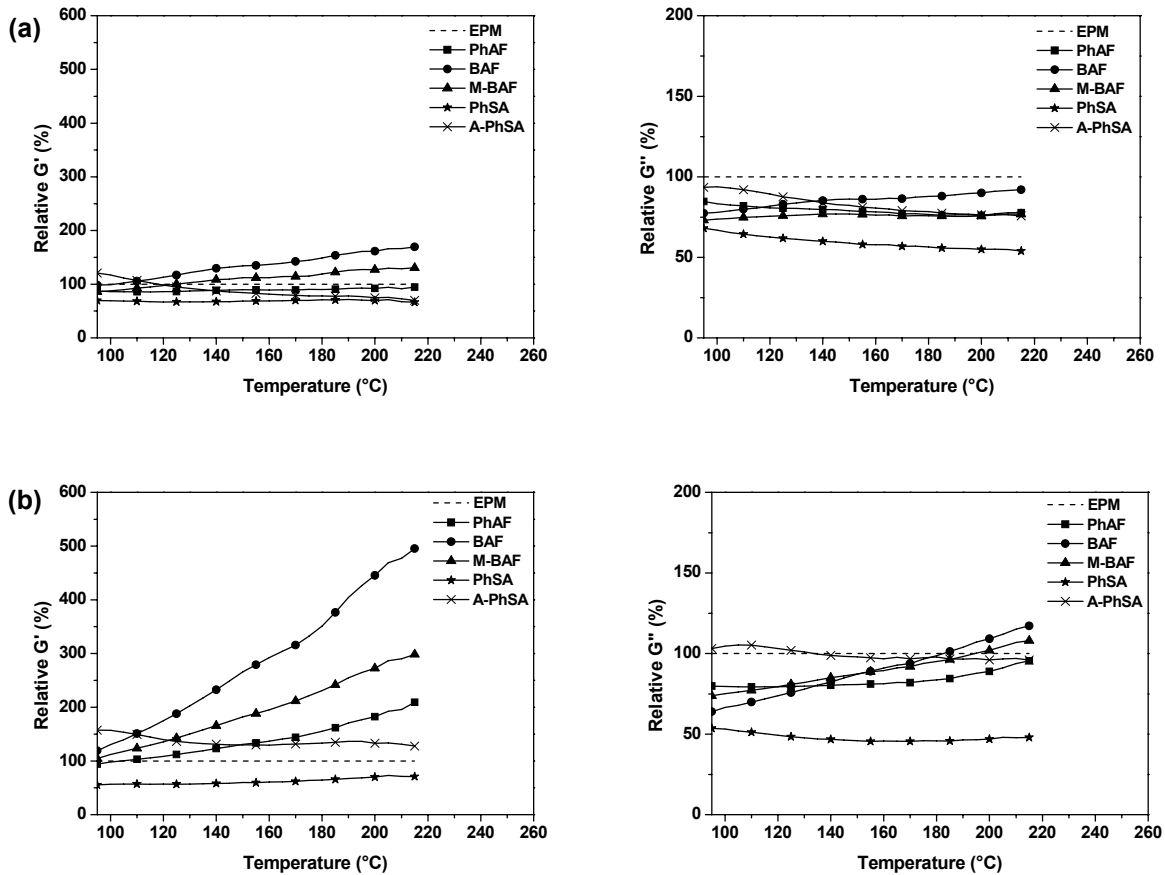 (a)
600
500
400
300
200
100
0
Relative G' (%)
100 120 140 160 180 200 220 240 260
Temperature (°C)
EPM
PhAF
BAF
M-BAF
PhSA
A-PhSA
200
150
100
50
0
Relative G'' (%)
100 120 140 160 180 200 220 240 260
Temperature (°C)
EPM
PhAF
BAF
M-BAF
PhSA
A-PhSA
(b)
600
500
400
300
200
100
0
Relative G' (%)
100 120 140 160 180 200 220 240 260
Temperature (°C)
EPM
PhAF
BAF
M-BAF
PhSA
A-PhSA
200
150
100
50
0
Relative G'' (%)
100 120 140 160 180 200 220 240 260
Temperature (°C)
EPM
PhAF
BAF
M-BAF
PhSA
A-PhSA